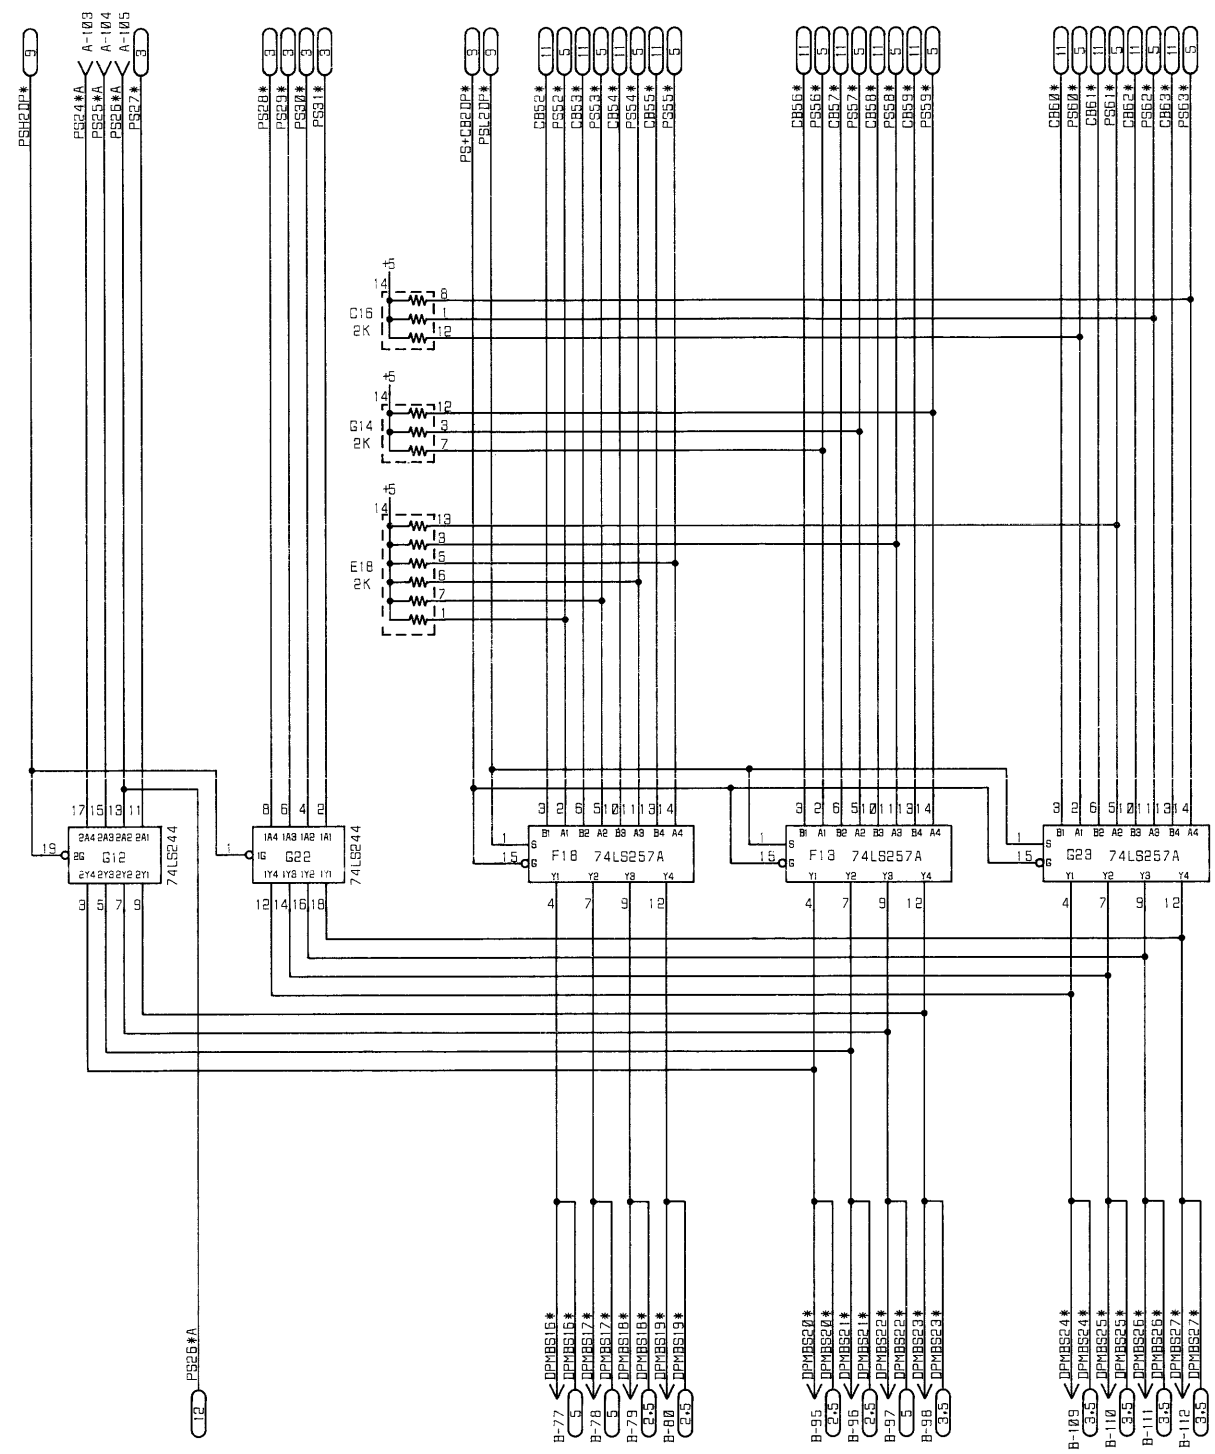 9
A-103
A-104
A-105
3
3
3
3
3
9
9
11
5
11
5
11
5
11
5
11
5
11
5
11
5
11
5
11
5
11
5
11
5
11
5
PSH2DP*
PS24*A
PS25*A
PS26*A
PS27*
PS28*
PS29*
PS30*
PS31*
PS+CB2DP*
PSL2DP*
CB52*
PS52*
CB53*
PS53*
CB54*
PS54*
CB55*
PS55*
CB56*
PS56*
CB57*
PS57*
CB58*
PS58*
CB59*
PS59*
CB60*
PS60*
CB61*
PS61*
CB62*
PS62*
CB63*
PS63*
+5
14
C16
2K
8
1
12
+5
14
G14
2K
12
3
7
+5
14
E18
2K
13
3
5
6
7
1
17 15 13 11
2A4 2A3 2A2 2A1
19
2G
G12
2Y4 2Y3 2Y2 2Y1
74LS244
3 5 7 9
8 6 4 2
1A4 1A3 1A2 1A1
1
1G
G22
1Y4 1Y3 1Y2 1Y1
74LS244
12 14 16 18
3 2 6 5 10 11 13 14
1
15
B1 A1 B2 A2 B3 A3 B4 A4
S
G
F18 74LS257A
Y1 Y2 Y3 Y4
4 7 9 12
3 2 6 5 10 11 13 14
1
15
B1 A1 B2 A2 B3 A3 B4 A4
S
G
F13 74LS257A
Y1 Y2 Y3 Y4
4 7 9 12
3 2 6 5 10 11 13 14
1
15
B1 A1 B2 A2 B3 A3 B4 A4
S
G
G23 74LS257A
Y1 Y2 Y3 Y4
4 7 9 12
PS26*A
12
DPMBS16*
DPMBS16*
DPMBS17*
DPMBS17*
DPMBS18*
DPMBS18*
DPMBS19*
DPMBS19*
B-77
5
B-78
5
B-79
2.5
B-80
2.5
DPMBS20*
DPMBS20*
DPMBS21*
DPMBS21*
DPMBS22*
DPMBS22*
DPMBS23*
DPMBS23*
B-95
2.5
B-96
2.5
B-97
5
B-98
3.5
DPMBS24*
DPMBS24*
DPMBS25*
DPMBS25*
DPMBS26*
DPMBS26*
DPMBS27*
DPMBS27*
B-109
3.5
B-110
3.5
B-111
3.5
B-112
3.5